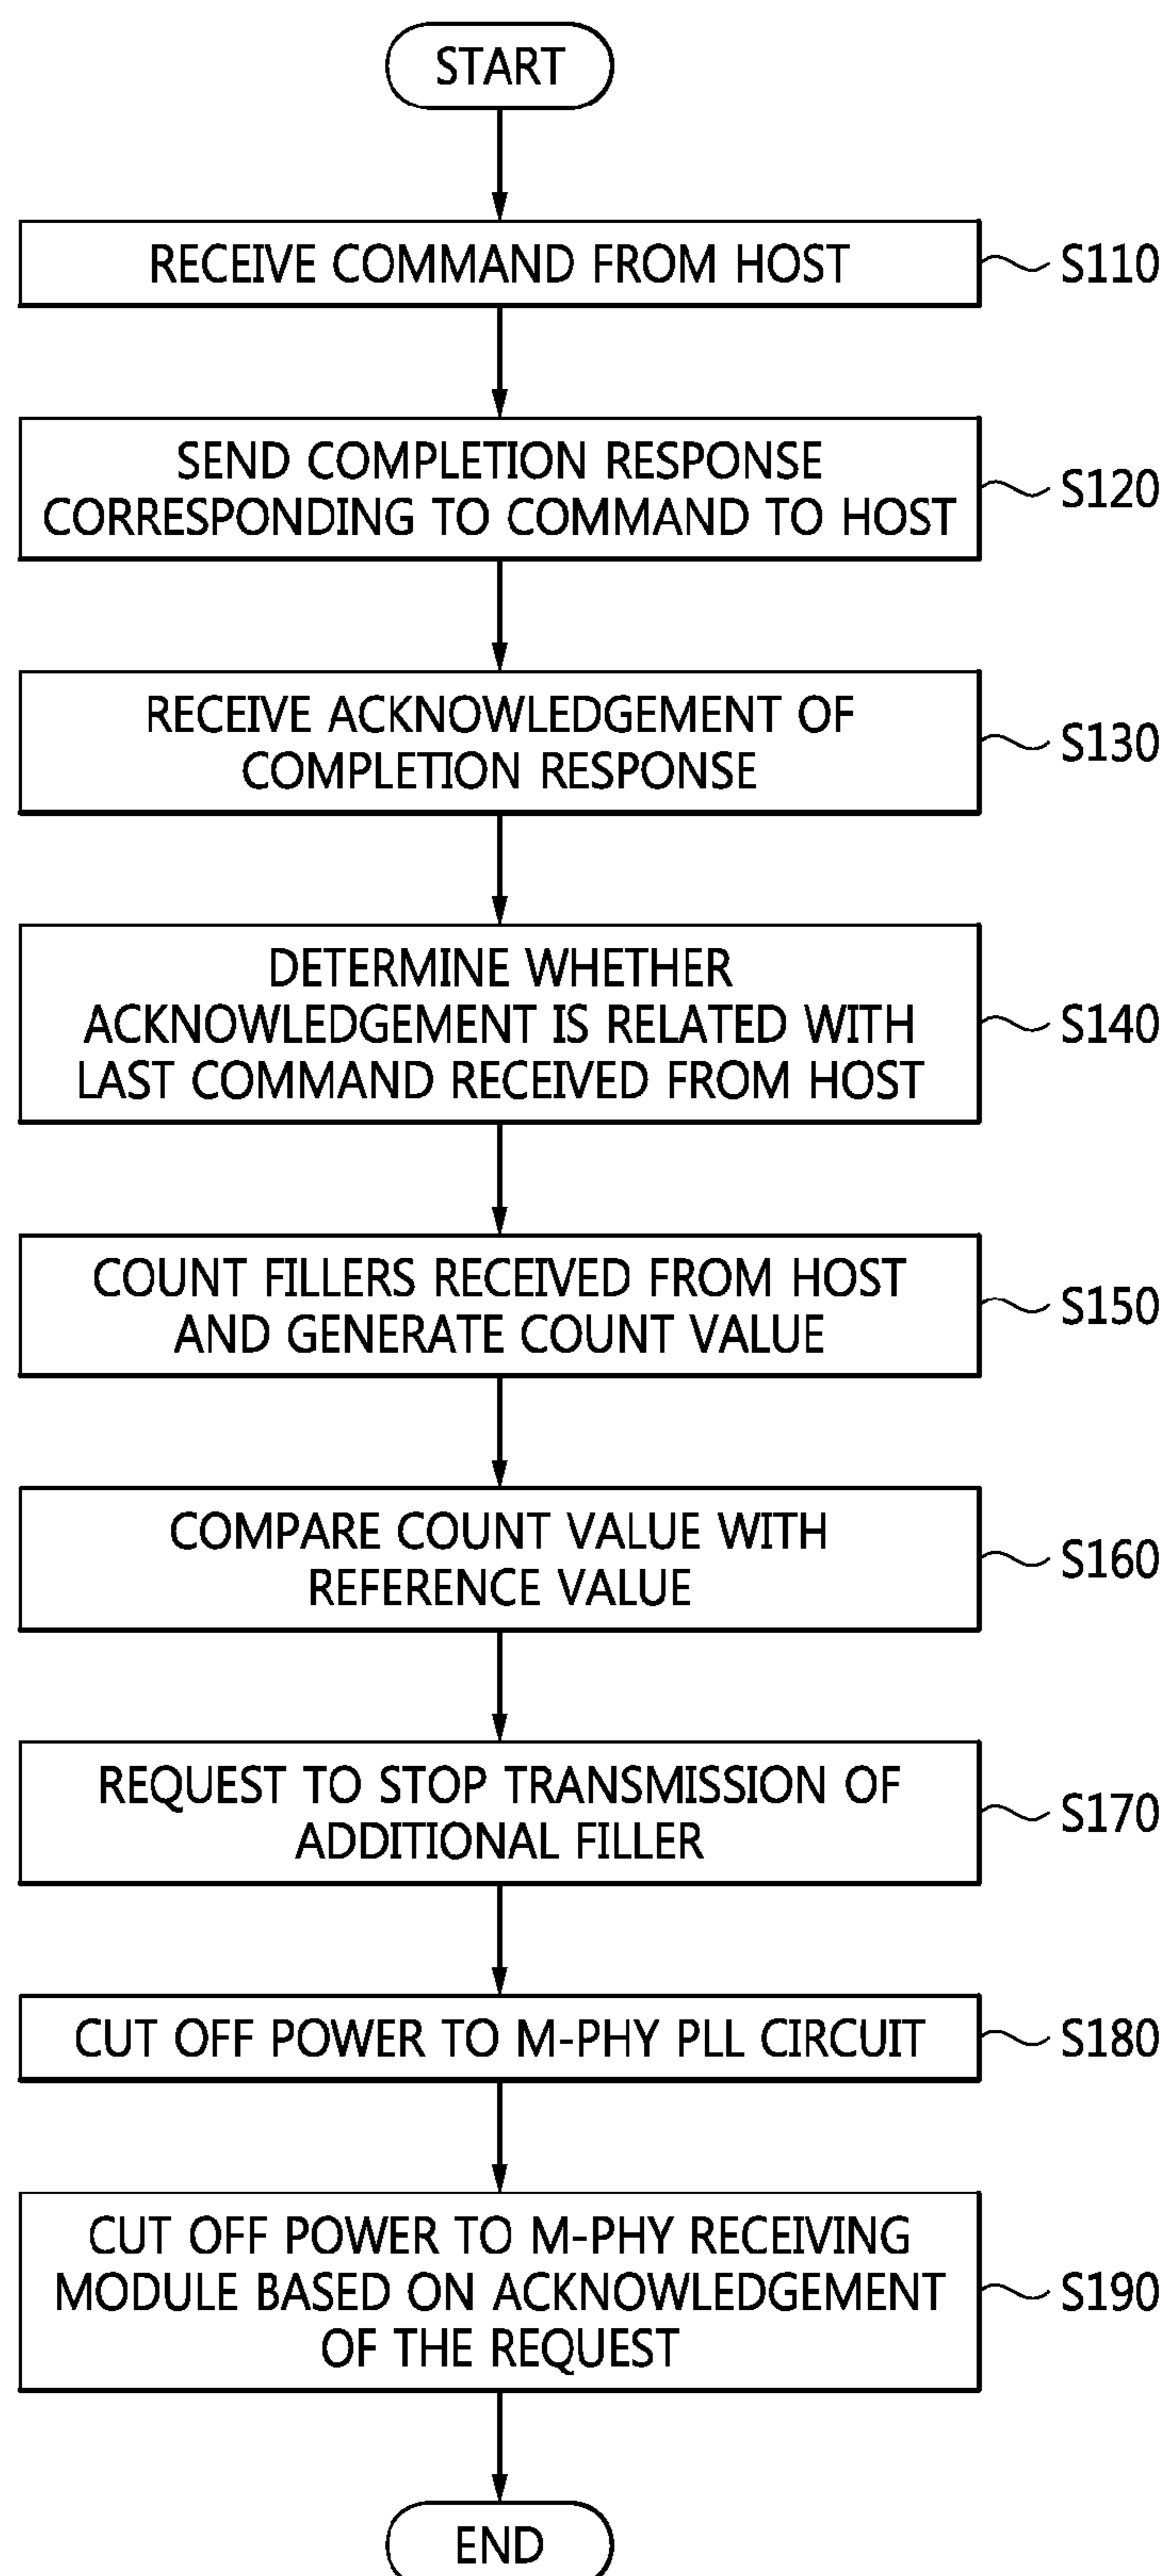 START
RECEIVE COMMAND FROM HOST
S110
SEND COMPLETION RESPONSE
CORRESPONDING TO COMMAND TO HOST
S120
RECEIVE ACKNOWLEDGEMENT OF
COMPLETION RESPONSE
S130
DETERMINE WHETHER
ACKNOWLEDGEMENT IS RELATED WITH
LAST COMMAND RECEIVED FROM HOST
S140
COUNT FILLERS RECEIVED FROM HOST
AND GENERATE COUNT VALUE
S150
COMPARE COUNT VALUE WITH
REFERENCE VALUE
S160
REQUEST TO STOP TRANSMISSION OF
ADDITIONAL FILLER
S170
CUT OFF POWER TO M-PHY PLL CIRCUIT
S180
CUT OFF POWER TO M-PHY RECEIVING
MODULE BASED ON ACKNOWLEDGEMENT
OF THE REQUEST
S190
END